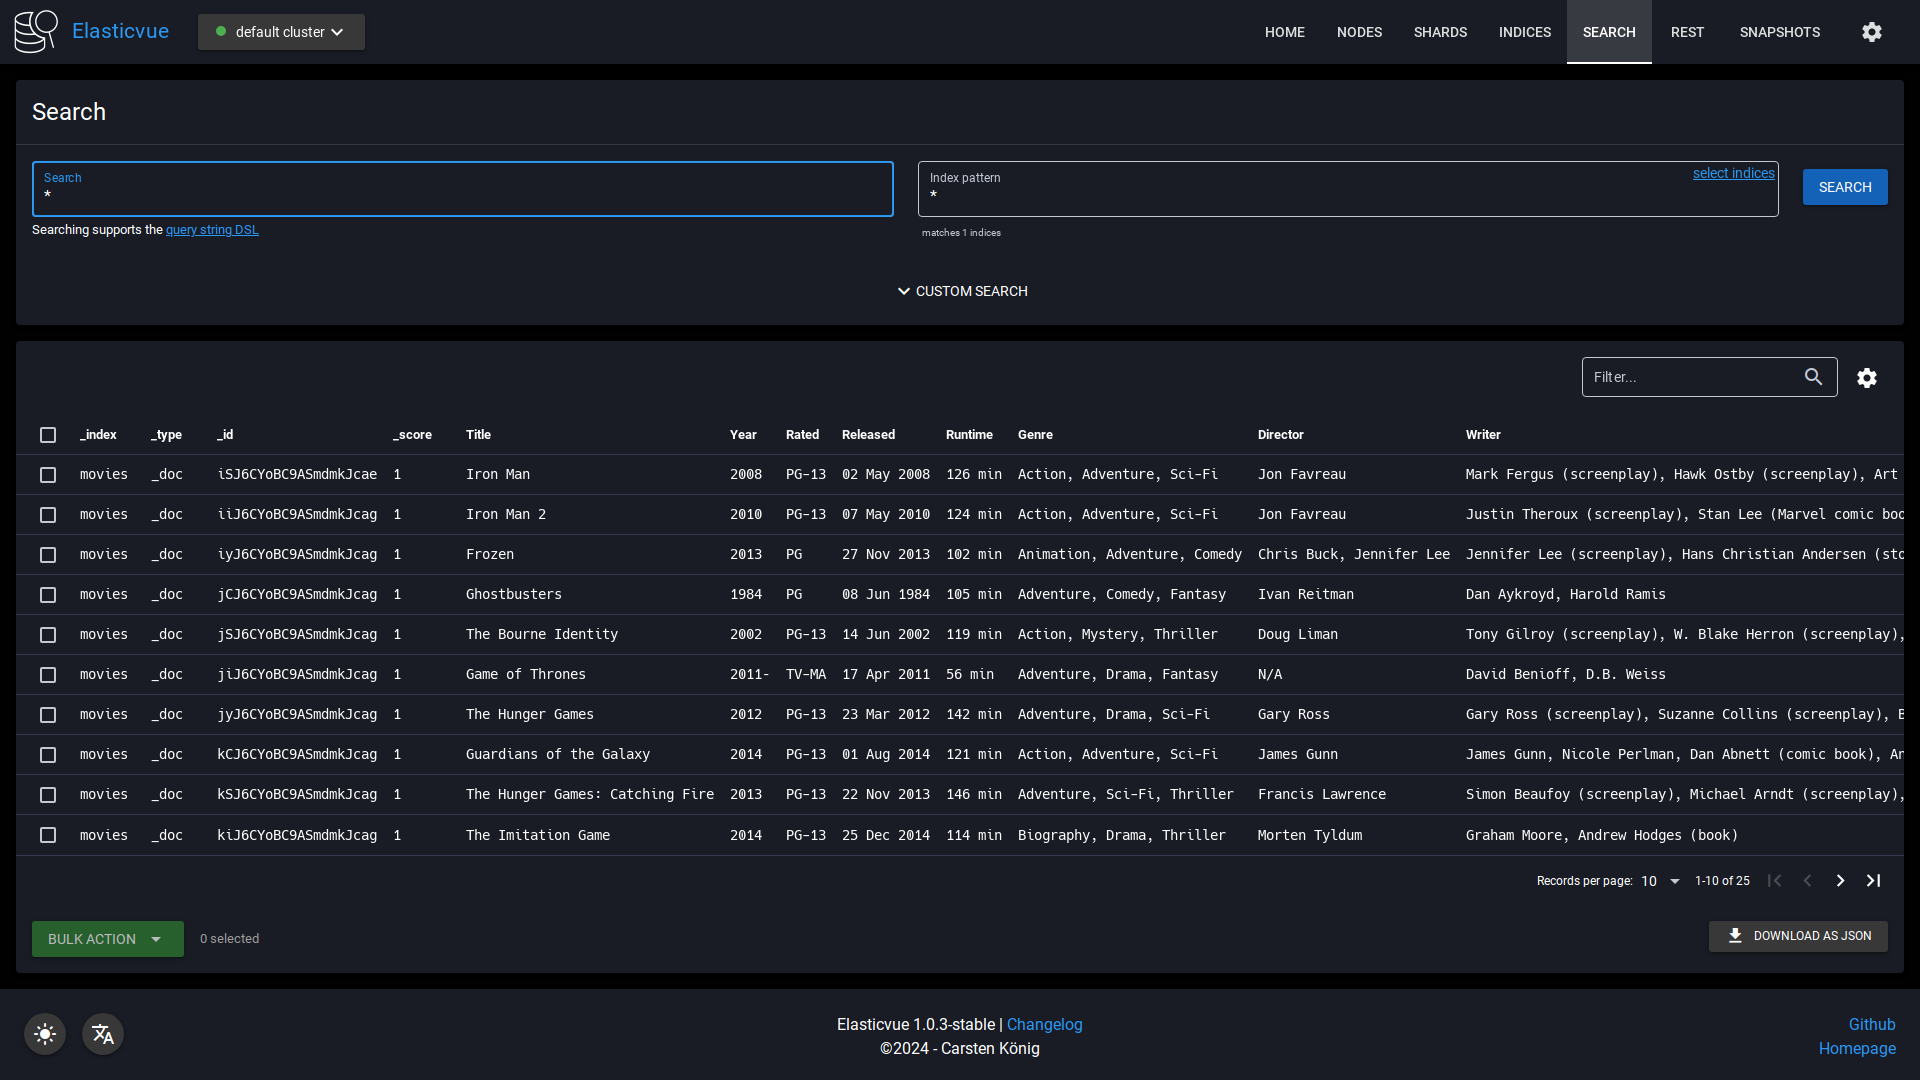 Elasticvue
default cluster
HOME NODES SHARDS INDICES SEARCH REST SNAPSHOTS
Search
Search
*
Index pattern
*
select indices
SEARCH
Searching supports the query string DSL
matches 1 indices
CUSTOM SEARCH
Filter...
_index _type _id _score Title Year Rated Released Runtime Genre Director Writer
movies _doc iSJ6CYoBC9ASmdmkJcae 1 Iron Man 2008 PG-13 02 May 2008 126 min Action, Adventure, Sci-Fi Jon Favreau Mark Fergus (screenplay), Hawk Ostby (screenplay), Art
movies _doc iiJ6CYoBC9ASmdmkJcag 1 Iron Man 2 2010 PG-13 07 May 2010 124 min Action, Adventure, Sci-Fi Jon Favreau Justin Theroux (screenplay), Stan Lee (Marvel comic boo
movies _doc iyJ6CYoBC9ASmdmkJcag 1 Frozen 2013 PG 27 Nov 2013 102 min Animation, Adventure, Comedy Chris Buck, Jennifer Lee Jennifer Lee (screenplay), Hans Christian Andersen (sto
movies _doc jCJ6CYoBC9ASmdmkJcag 1 Ghostbusters 1984 PG 08 Jun 1984 105 min Adventure, Comedy, Fantasy Ivan Reitman Dan Aykroyd, Harold Ramis
movies _doc jSJ6CYoBC9ASmdmkJcag 1 The Bourne Identity 2002 PG-13 14 Jun 2002 119 min Action, Mystery, Thriller Doug Liman Tony Gilroy (screenplay), W. Blake Herron (screenplay),
movies _doc jiJ6CYoBC9ASmdmkJcag 1 Game of Thrones 2011- TV-MA 17 Apr 2011 56 min Adventure, Drama, Fantasy N/A David Benioff, D.B. Weiss
movies _doc jyJ6CYoBC9ASmdmkJcag 1 The Hunger Games 2012 PG-13 23 Mar 2012 142 min Adventure, Drama, Sci-Fi Gary Ross Gary Ross (screenplay), Suzanne Collins (screenplay), B
movies _doc kCJ6CYoBC9ASmdmkJcag 1 Guardians of the Galaxy 2014 PG-13 01 Aug 2014 121 min Action, Adventure, Sci-Fi James Gunn James Gunn, Nicole Perlman, Dan Abnett (comic book), An
movies _doc kSJ6CYoBC9ASmdmkJcag 1 The Hunger Games: Catching Fire 2013 PG-13 22 Nov 2013 146 min Adventure, Sci-Fi, Thriller Francis Lawrence Simon Beaufoy (screenplay), Michael Arndt (screenplay),
movies _doc kiJ6CYoBC9ASmdmkJcag 1 The Imitation Game 2014 PG-13 25 Dec 2014 114 min Biography, Drama, Thriller Morten Tyldum Graham Moore, Andrew Hodges (book)
Records per page: 10 1-10 of 25
BULK ACTION 0 selected
DOWNLOAD AS JSON
Elasticvue 1.0.3-stable | Changelog
©2024 - Carsten König
Github
Homepage